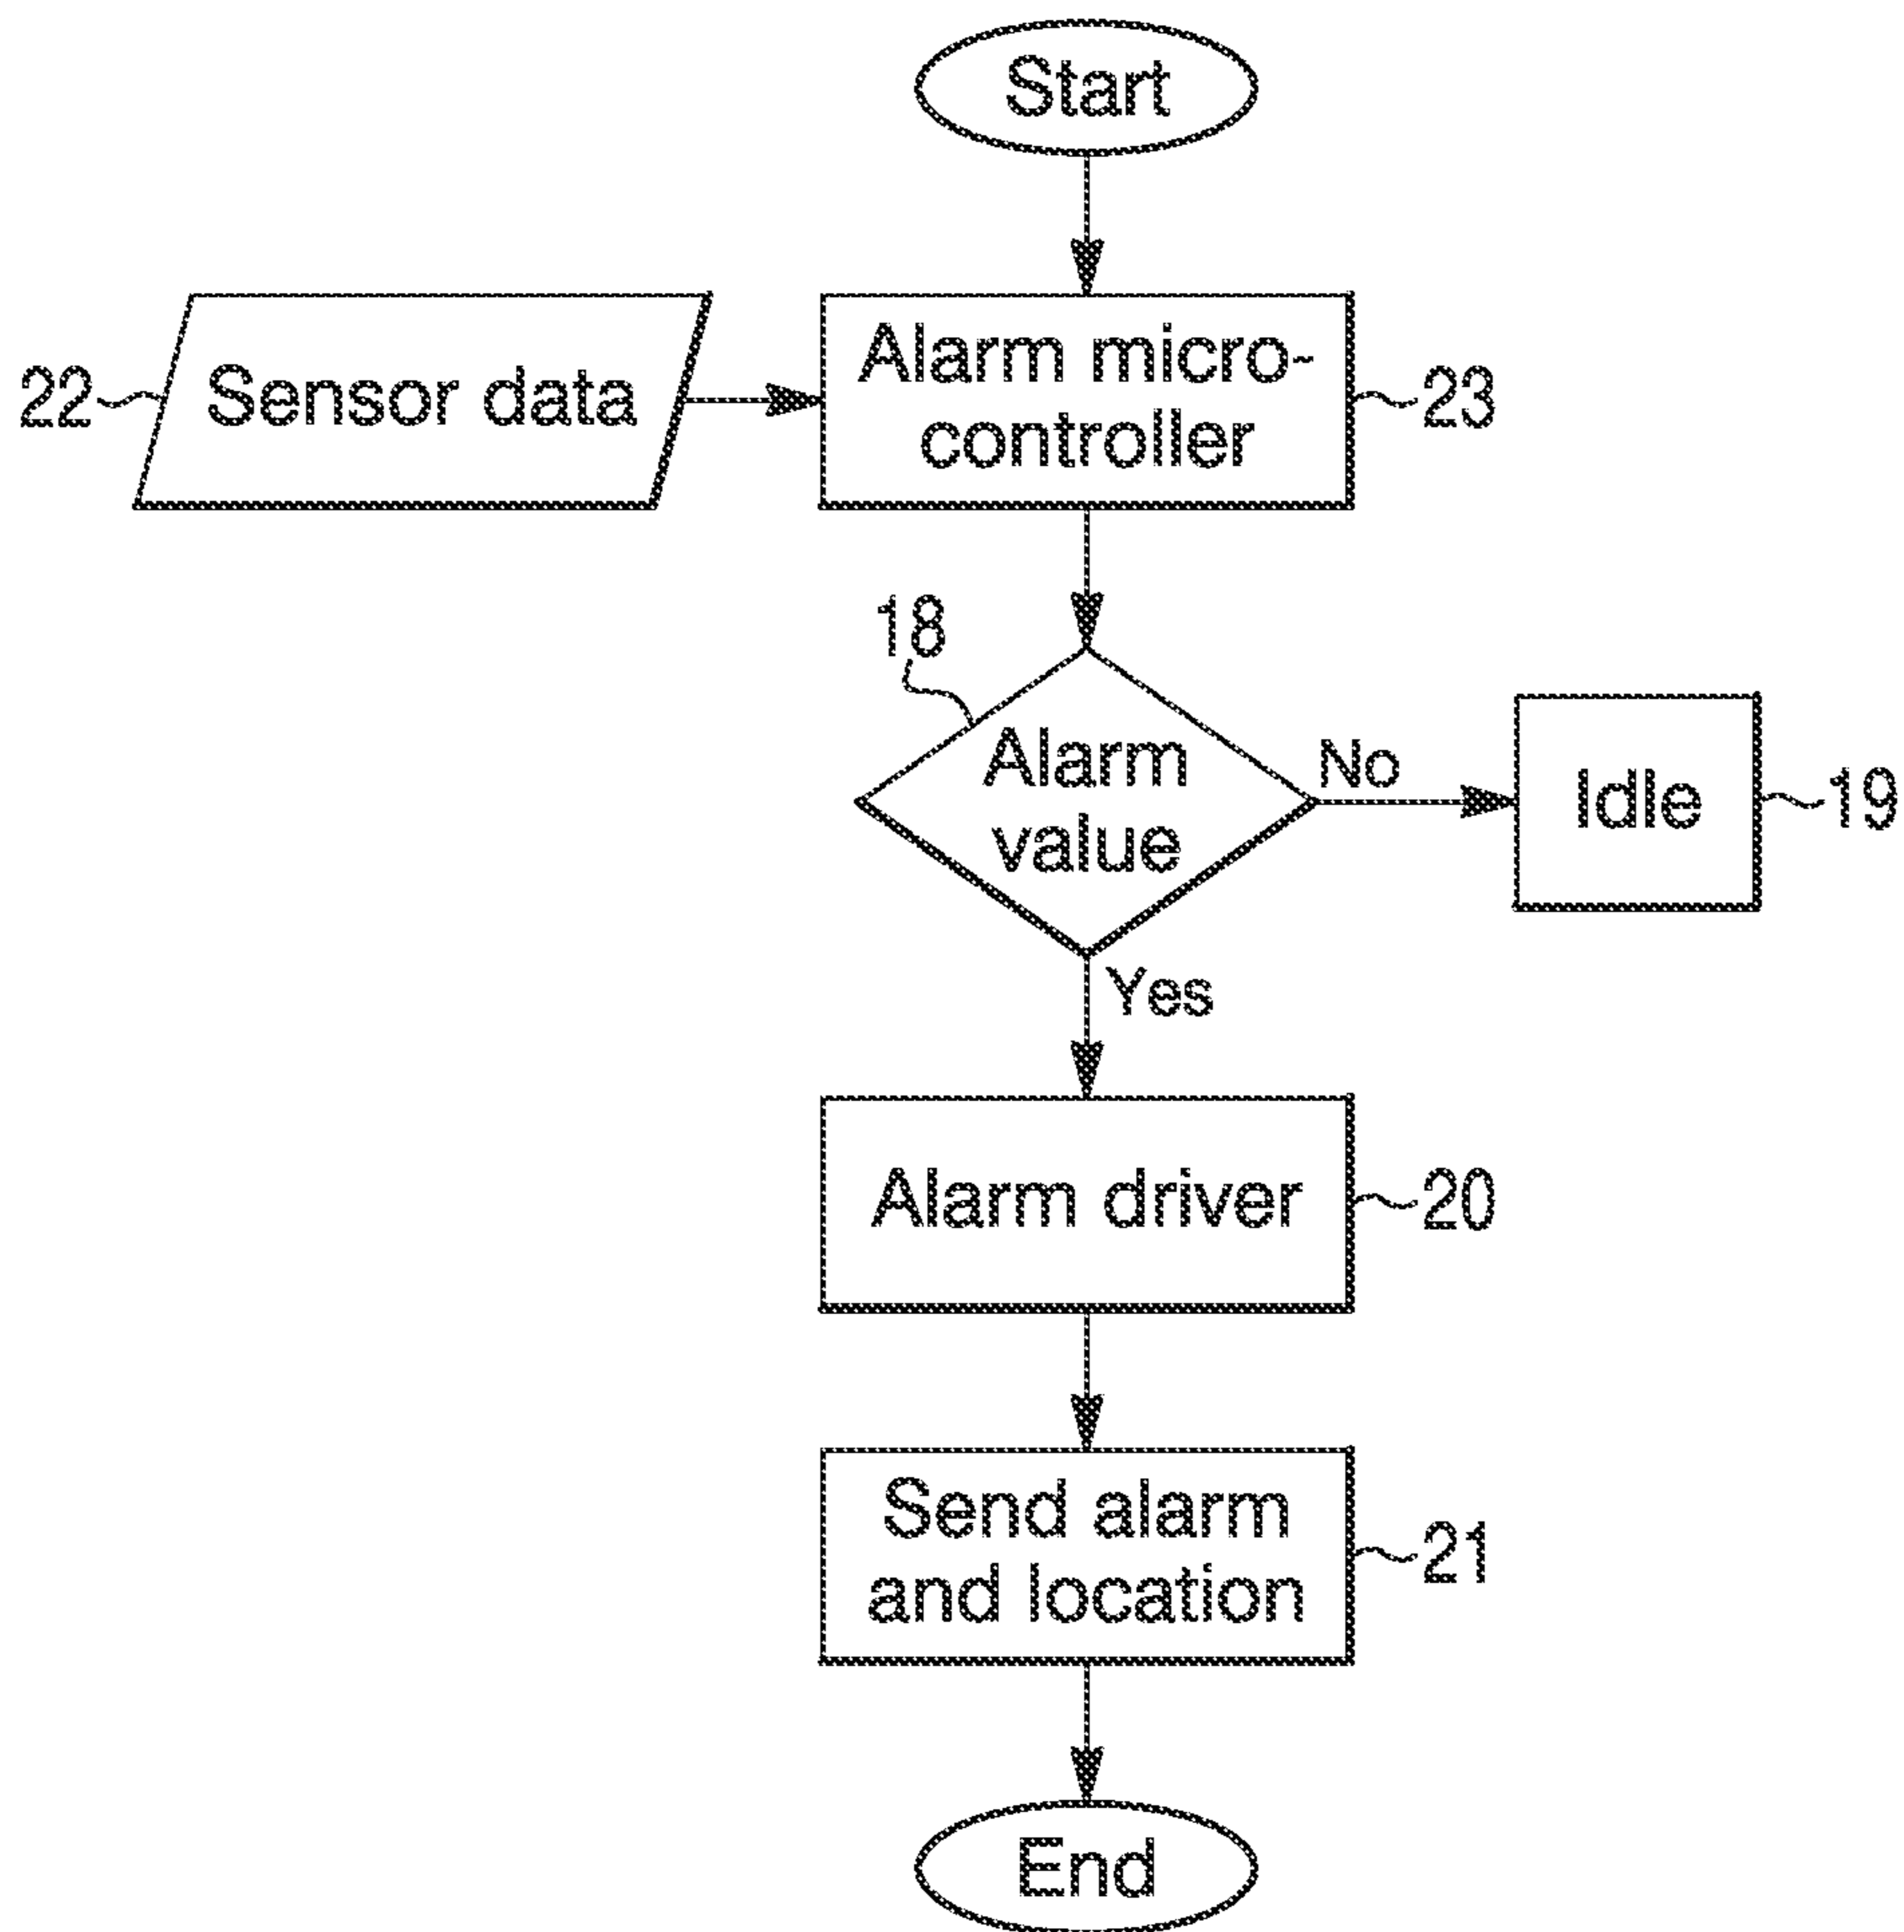 Start
22
Sensor data
Alarm micro-
controller
23
18
Alarm
value
No
Idle
19
Yes
Alarm driver
20
Send alarm
and location
21
End